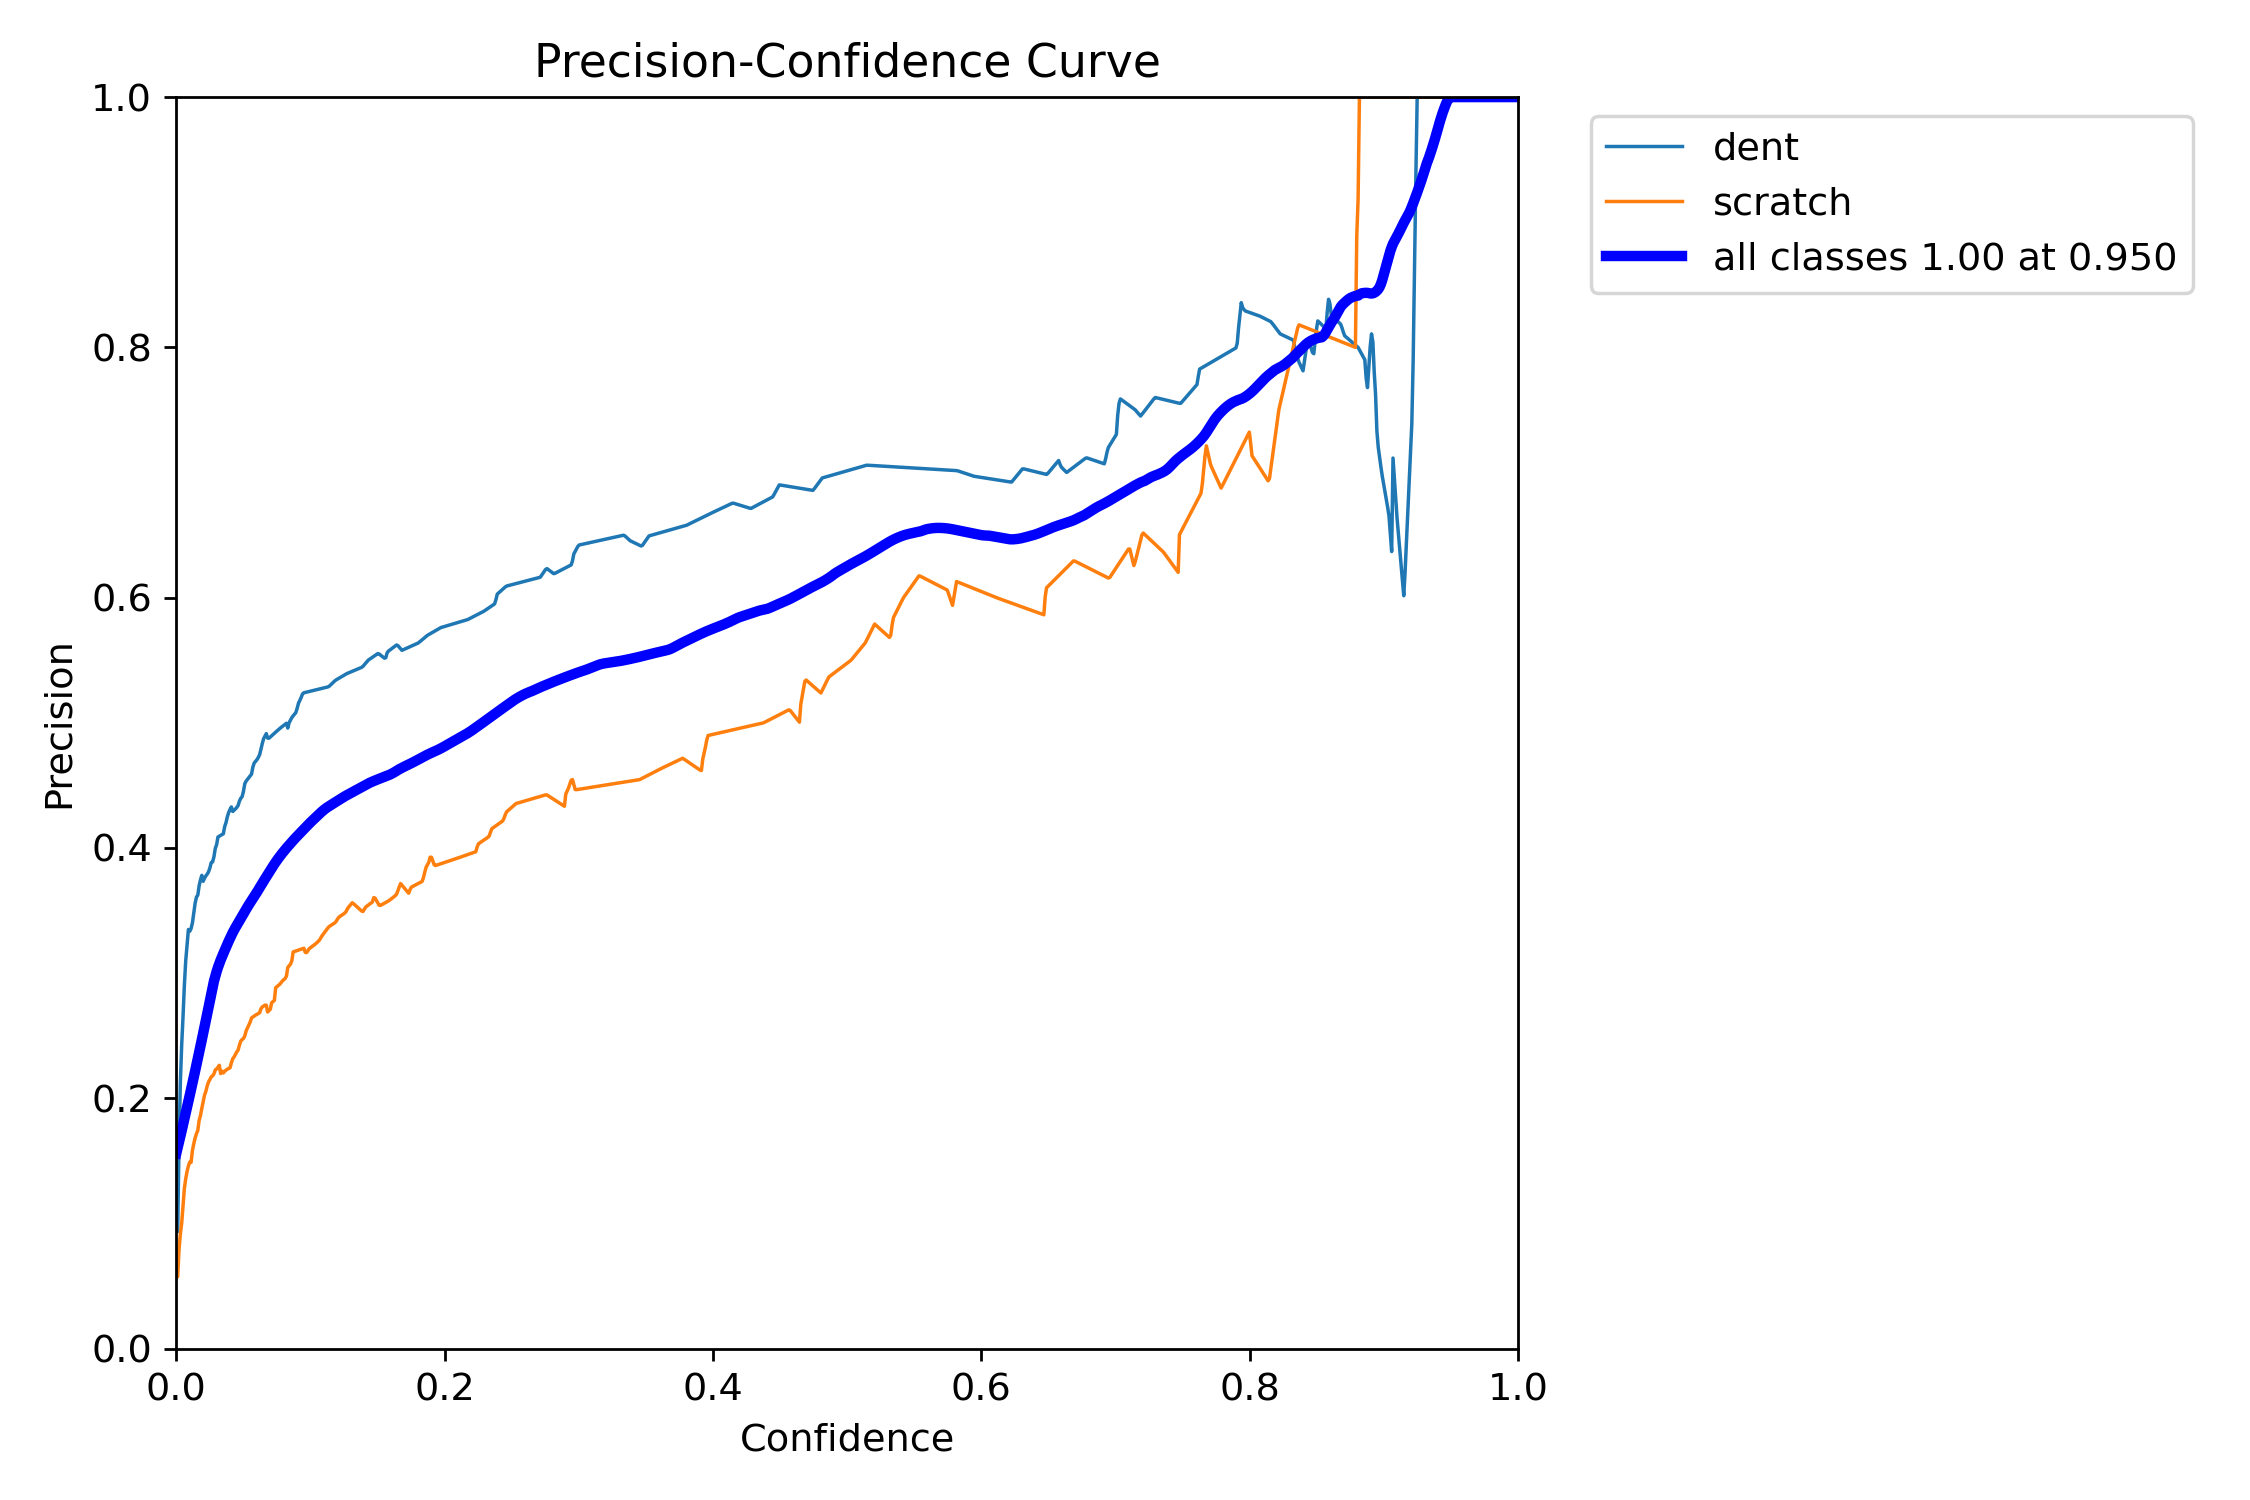 Precision-Confidence Curve
1.0
0.8
0.6
0.4
0.2
0.0
Precision
0.0 0.2 0.4 0.6 0.8 1.0
Confidence
dent
scratch
all classes 1.00 at 0.950